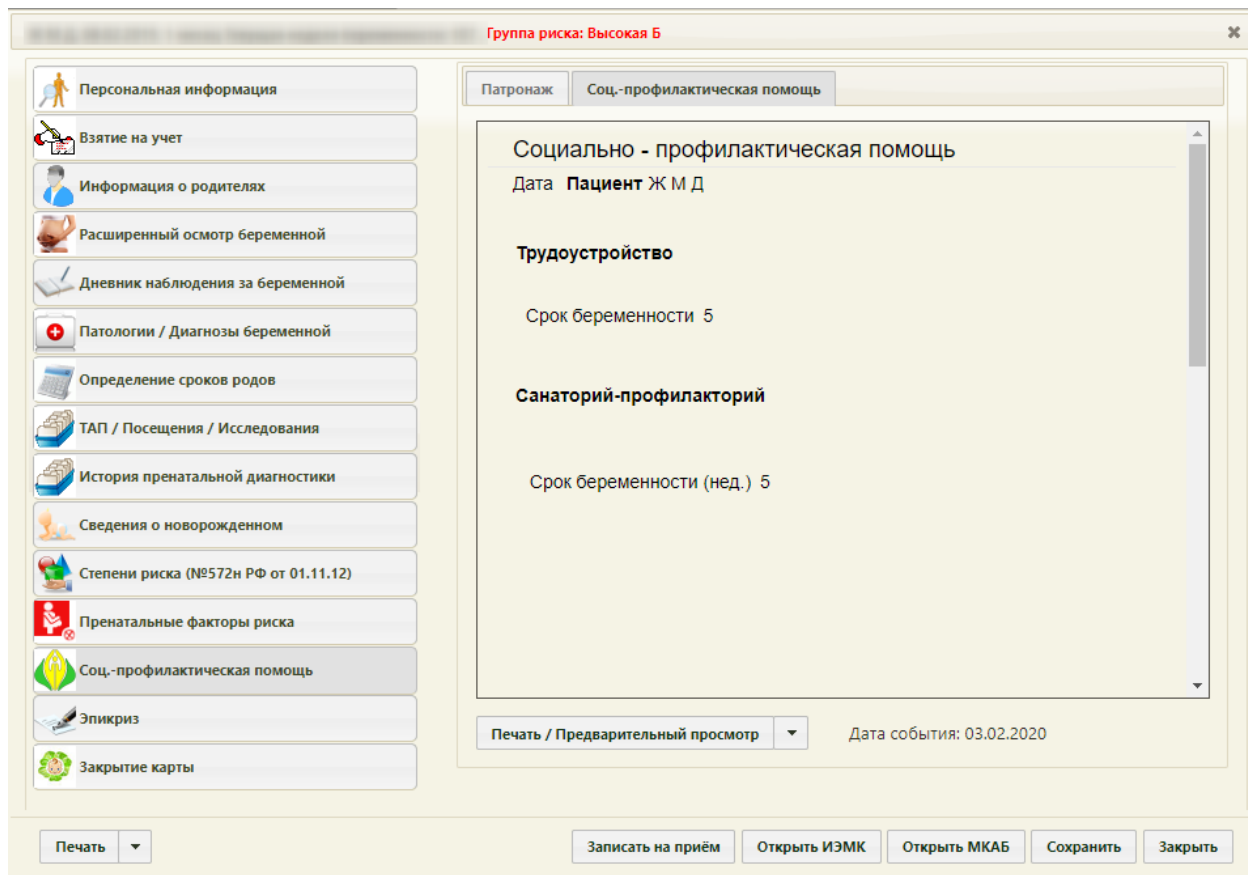 Группа риска: Высокая Б
Персональная информация
Взятие на учет
Информация о родителях
Расширенный осмотр беременной
Дневник наблюдения за беременной
Патологии / Диагнозы беременной
Определение сроков родов
ТАП / Посещения / Исследования
История пренатальной диагностики
Сведения о новорожденном
Степени риска (№572н РФ от 01.11.12)
Пренатальные факторы риска
Соц.-профилактическая помощь
Эпикриз
Закрытие карты
Патронаж Соц.-профилактическая помощь
Социально - профилактическая помощь
Дата Пациент Ж М Д
Трудоустройство
Срок беременности 5
Санаторий-профилакторий
Срок беременности (нед.) 5
Печать / Предварительный просмотр Дата события: 03.02.2020
Печать Записать на приём Открыть ИЭМК Открыть МКАБ Сохранить Закрыть